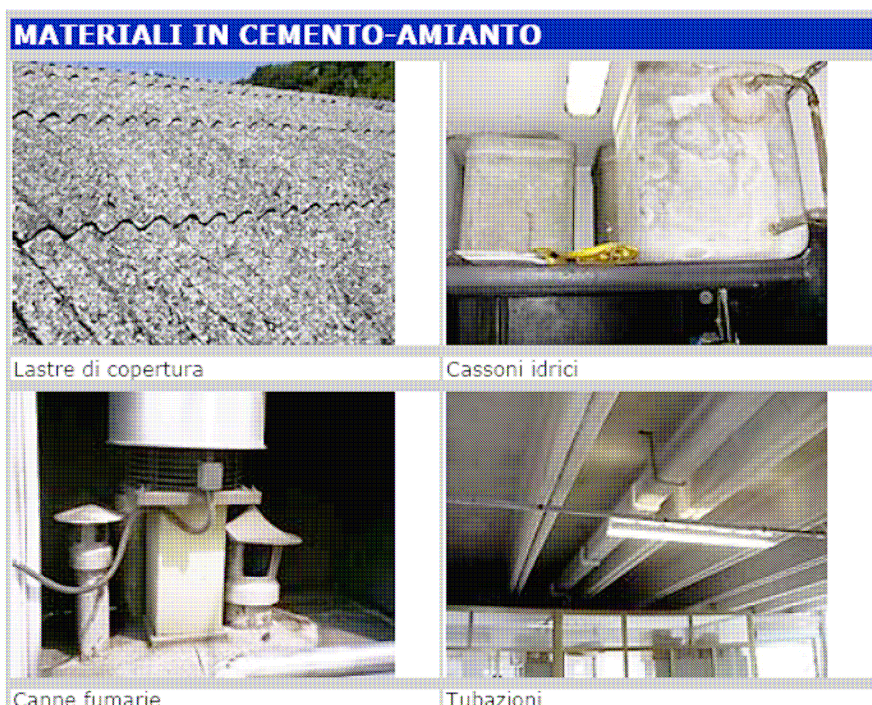 MATERIALI IN CEMENTO-AMIANTO
Lastre di copertura
Cassoni idrici
Canne fumarie
Tubazioni